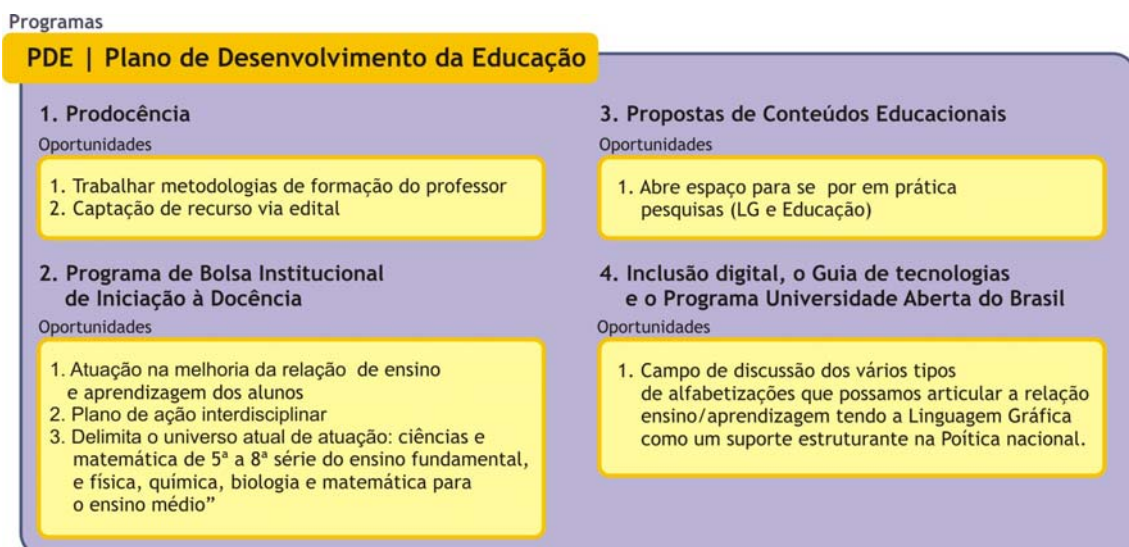 Programas
PDE | Plano de Desenvolvimento da Educação
1. Prodocência
Oportunidades
1. Trabalhar metodologias de formação do professor
2. Captação de recurso via edital
2. Programa de Bolsa Institucional
de Iniciação à Docência
Oportunidades
1. Atuação na melhoria da relação de ensino
e aprendizagem dos alunos
2. Plano de ação interdisciplinar
3. Delimita o universo atual de atuação: ciências e
matemática de 5ª a 8ª série do ensino fundamental,
e física, química, biologia e matemática para
o ensino médio”
3. Propostas de Conteúdos Educacionais
Oportunidades
1. Abre espaço para se por em prática
pesquisas (LG e Educação)
4. Inclusão digital, o Guia de tecnologias
e o Programa Universidade Aberta do Brasil
Oportunidades
1. Campo de discussão dos vários tipos
de alfabetizações que possamos articular a relação
ensino/aprendizagem tendo a Linguagem Gráfica
como um suporte estruturante na Poítica nacional.